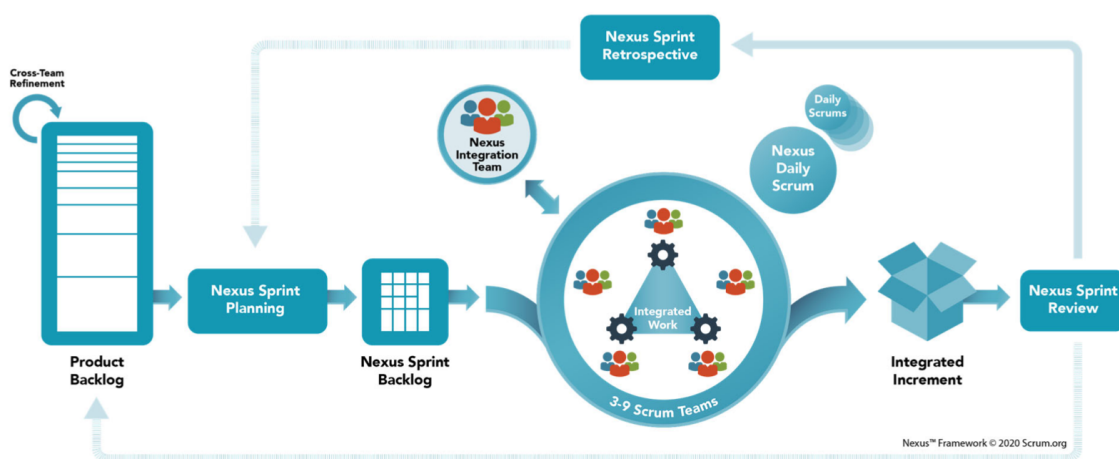 Nexus Sprint
Retrospective
Cross-Team
Refinement
Daily
Scrums
Nexus
Integration
Team
Nexus
Daily
Scrum
Nexus Sprint
Planning
Integrated
Work
Nexus Sprint
Review
Product
Backlog
Nexus Sprint
Backlog
Integrated
Increment
3-9 Scrum Teams
Nexus™ Framework © 2020 Scrum.org